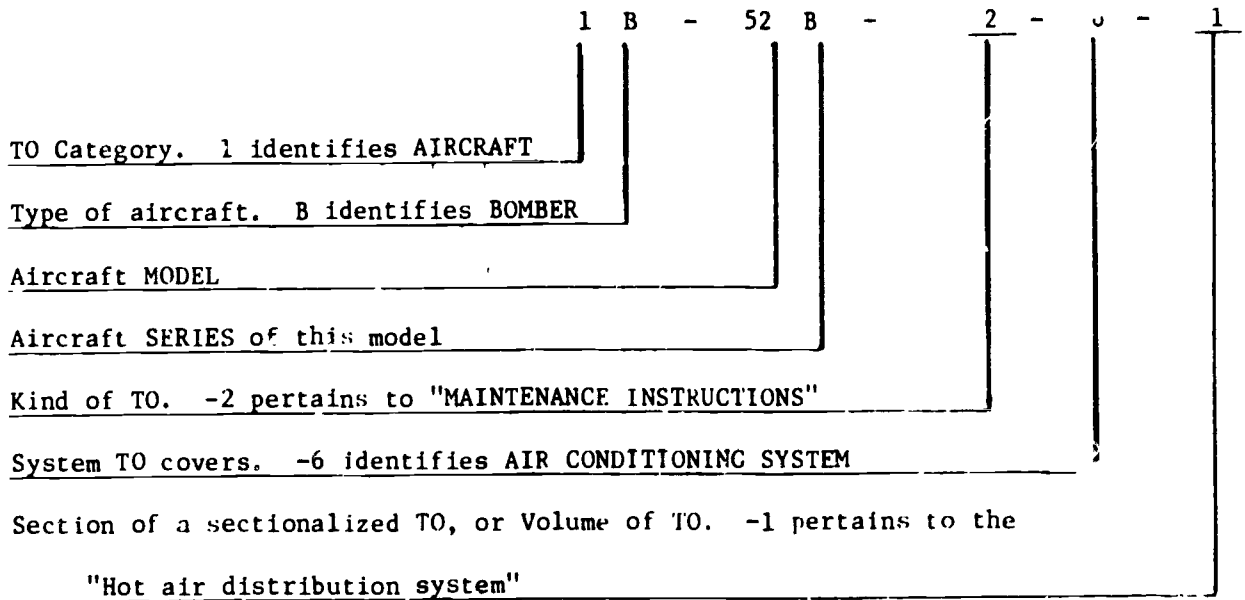 1 B - 52 B - 2 - - 1
TO Category. 1 identifies AIRCRAFT
Type of aircraft. B identifies BOMBER
Aircraft MODEL
Aircraft SERIES of this model
Kind of TO. -2 pertains to "MAINTENANCE INSTRUCTIONS"
System TO covers. -6 identifies AIR CONDITIONING SYSTEM
Section of a sectionalized TO, or Volume of TO. -1 pertains to the
"Hot air distribution system"